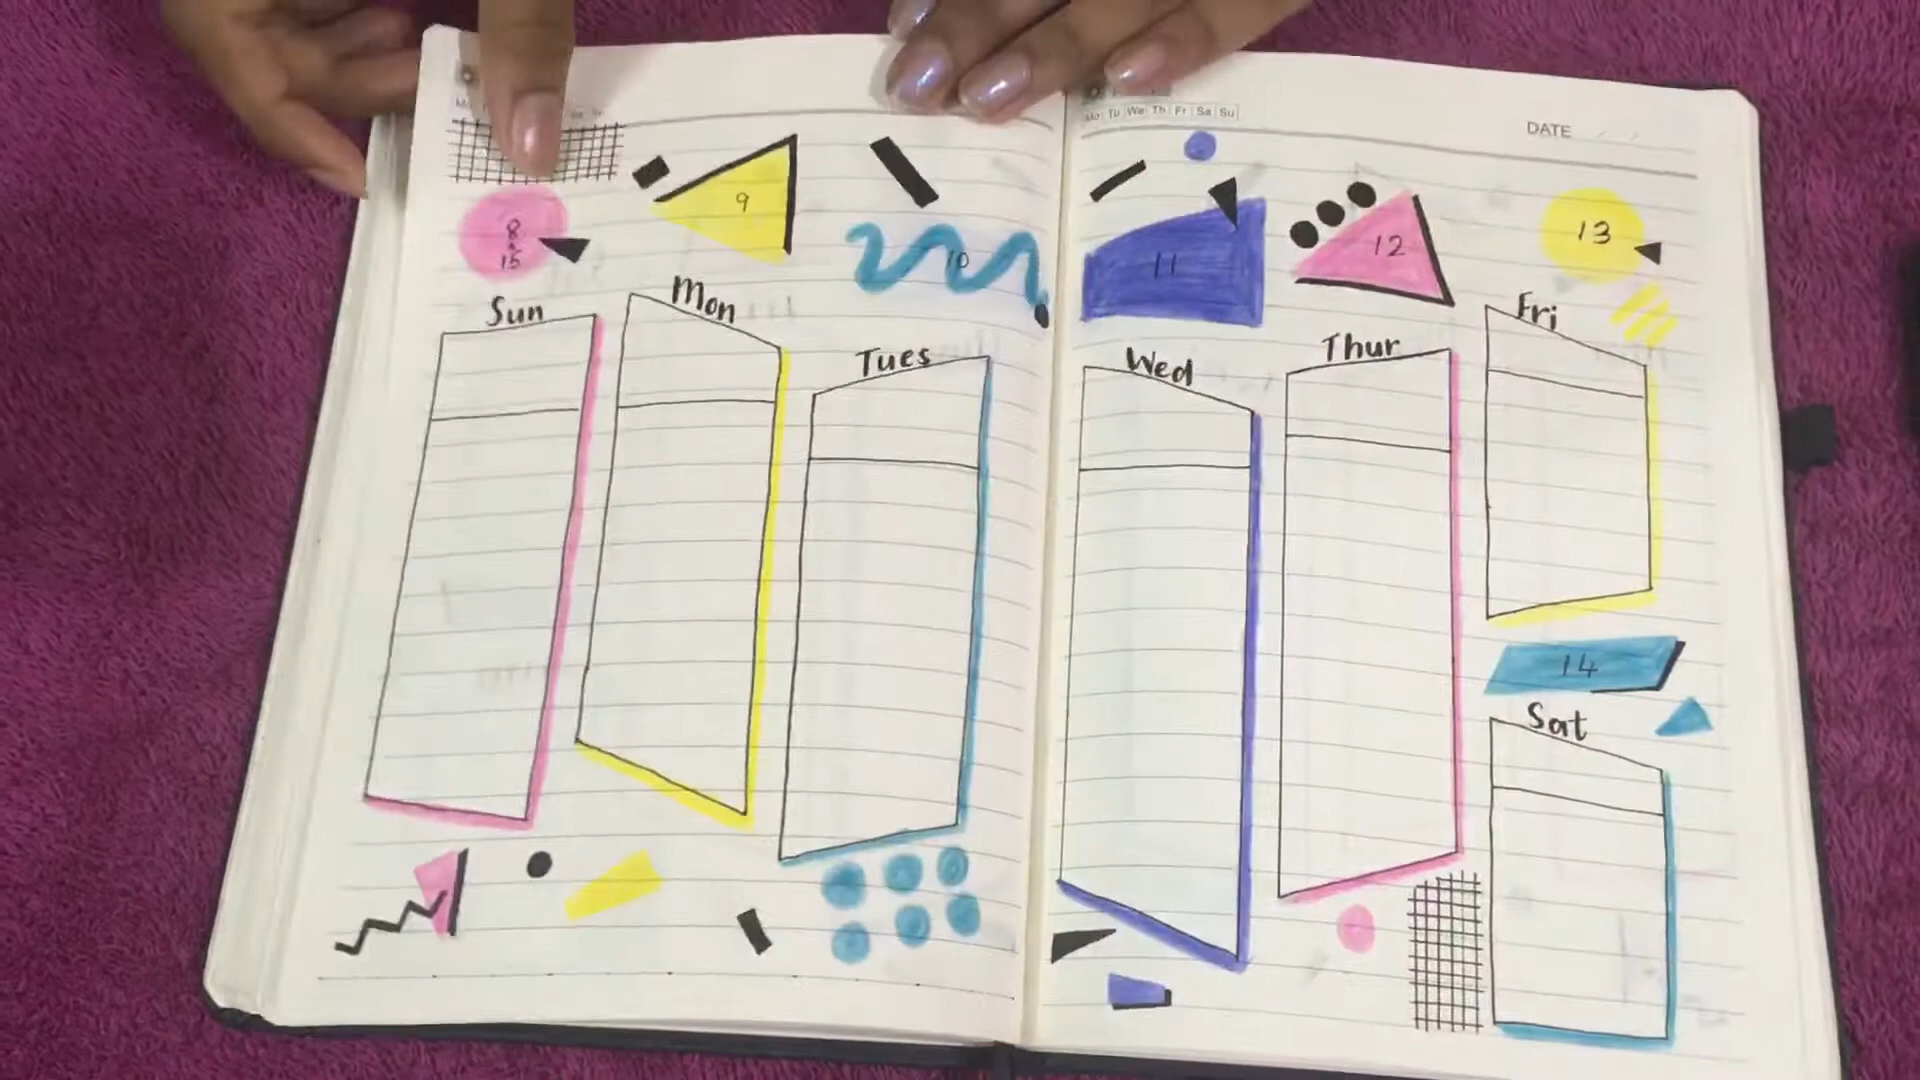 Mo Tu We Th Fr Sa Su
DATE
8
15
9
10
11
12
13
Sun
Mon
Tues
Wed
Thur
Fri
14
Sat